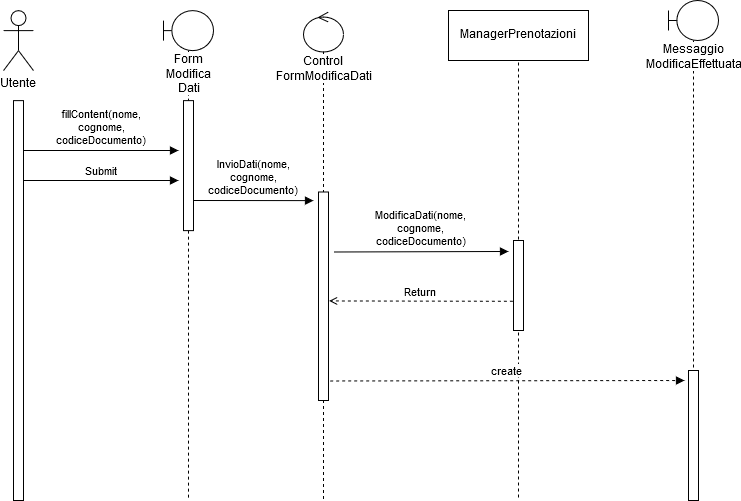 Utente
Form
Modifica
Dati
Control
FormModificaDati
ManagerPrenotazioni
Messaggio
ModificaEffettuata
fillContent(nome,
cognome,
codiceDocumento)
Submit
InvioDati(nome,
cognome,
codiceDocumento)
ModificaDati(nome,
cognome,
codiceDocumento)
Return
create